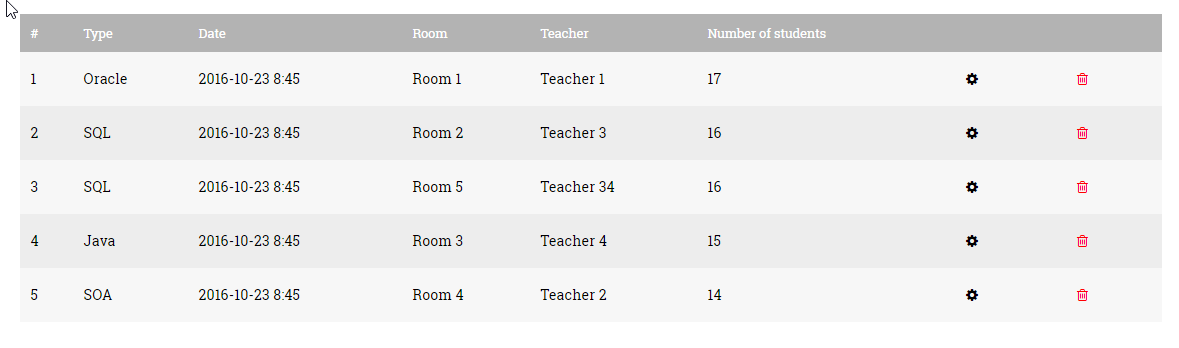 # Type Date Room Teacher Number of students
1 Oracle 2016-10-23 8:45 Room 1 Teacher 1 17
2 SQL 2016-10-23 8:45 Room 2 Teacher 3 16
3 SQL 2016-10-23 8:45 Room 5 Teacher 34 16
4 Java 2016-10-23 8:45 Room 3 Teacher 4 15
5 SOA 2016-10-23 8:45 Room 4 Teacher 2 14